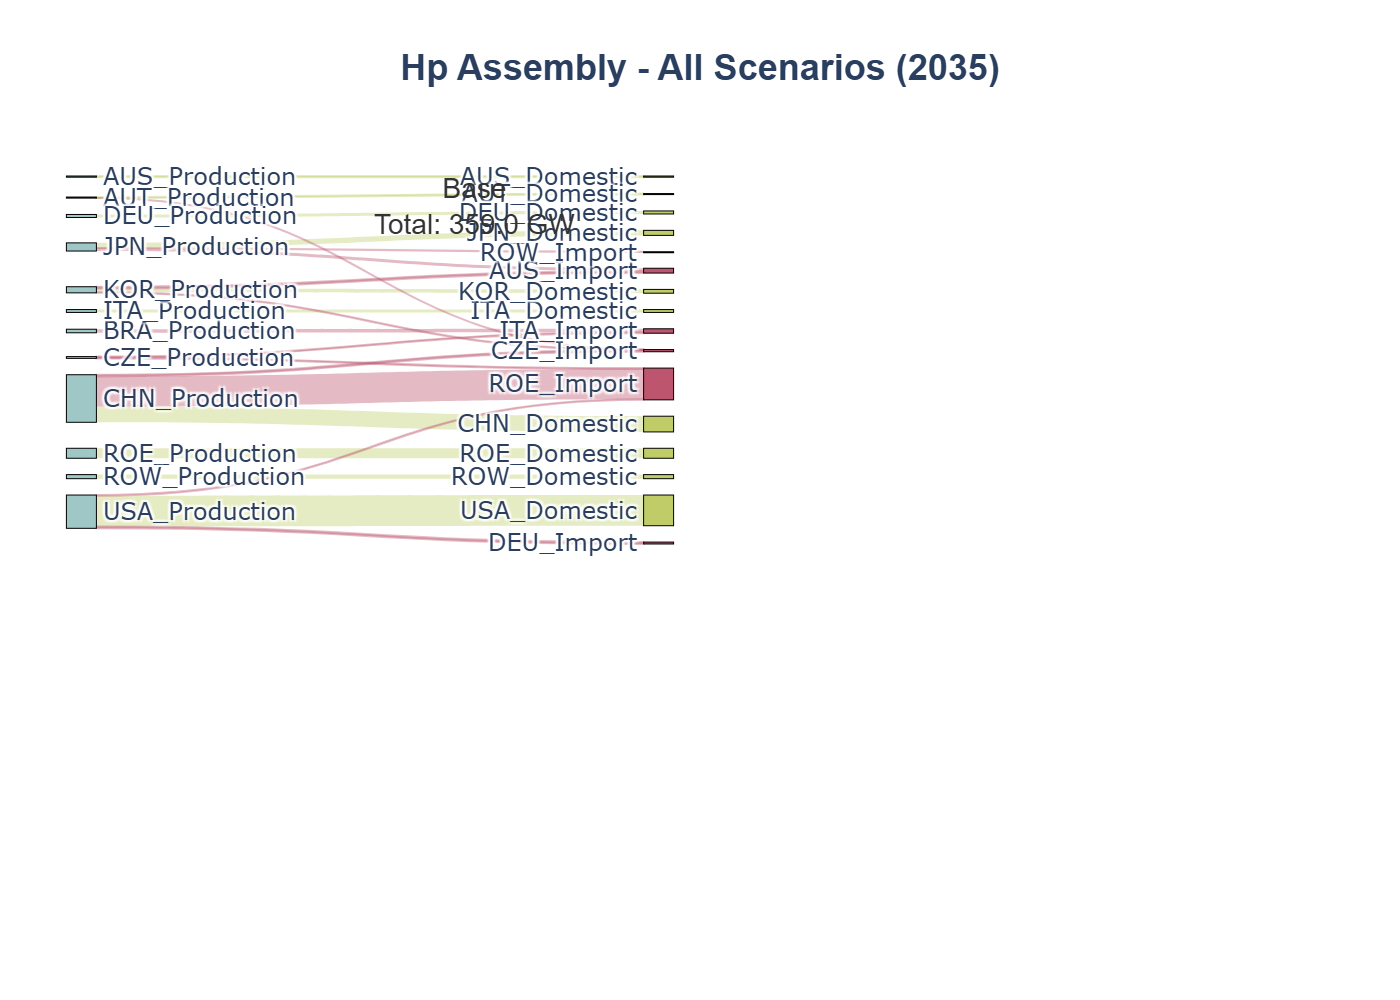 Hp Assembly - All Scenarios (2035)
AUS_Production
AUS_Domestic
Base
AUT_Production
AUT_Domestic
DEU_Production
DEU_Domestic
Total: 359.0 GW
JPN_Production
JPN_Domestic
ROW_Import
AUS_Import
KOR_Production
KOR_Domestic
ITA_Production
ITA_Domestic
BRA_Production
ITA_Import
CZE_Production
CZE_Import
CHN_Production
ROE_Import
CHN_Domestic
ROE_Production
ROE_Domestic
ROW_Production
ROW_Domestic
USA_Production
USA_Domestic
DEU_Import